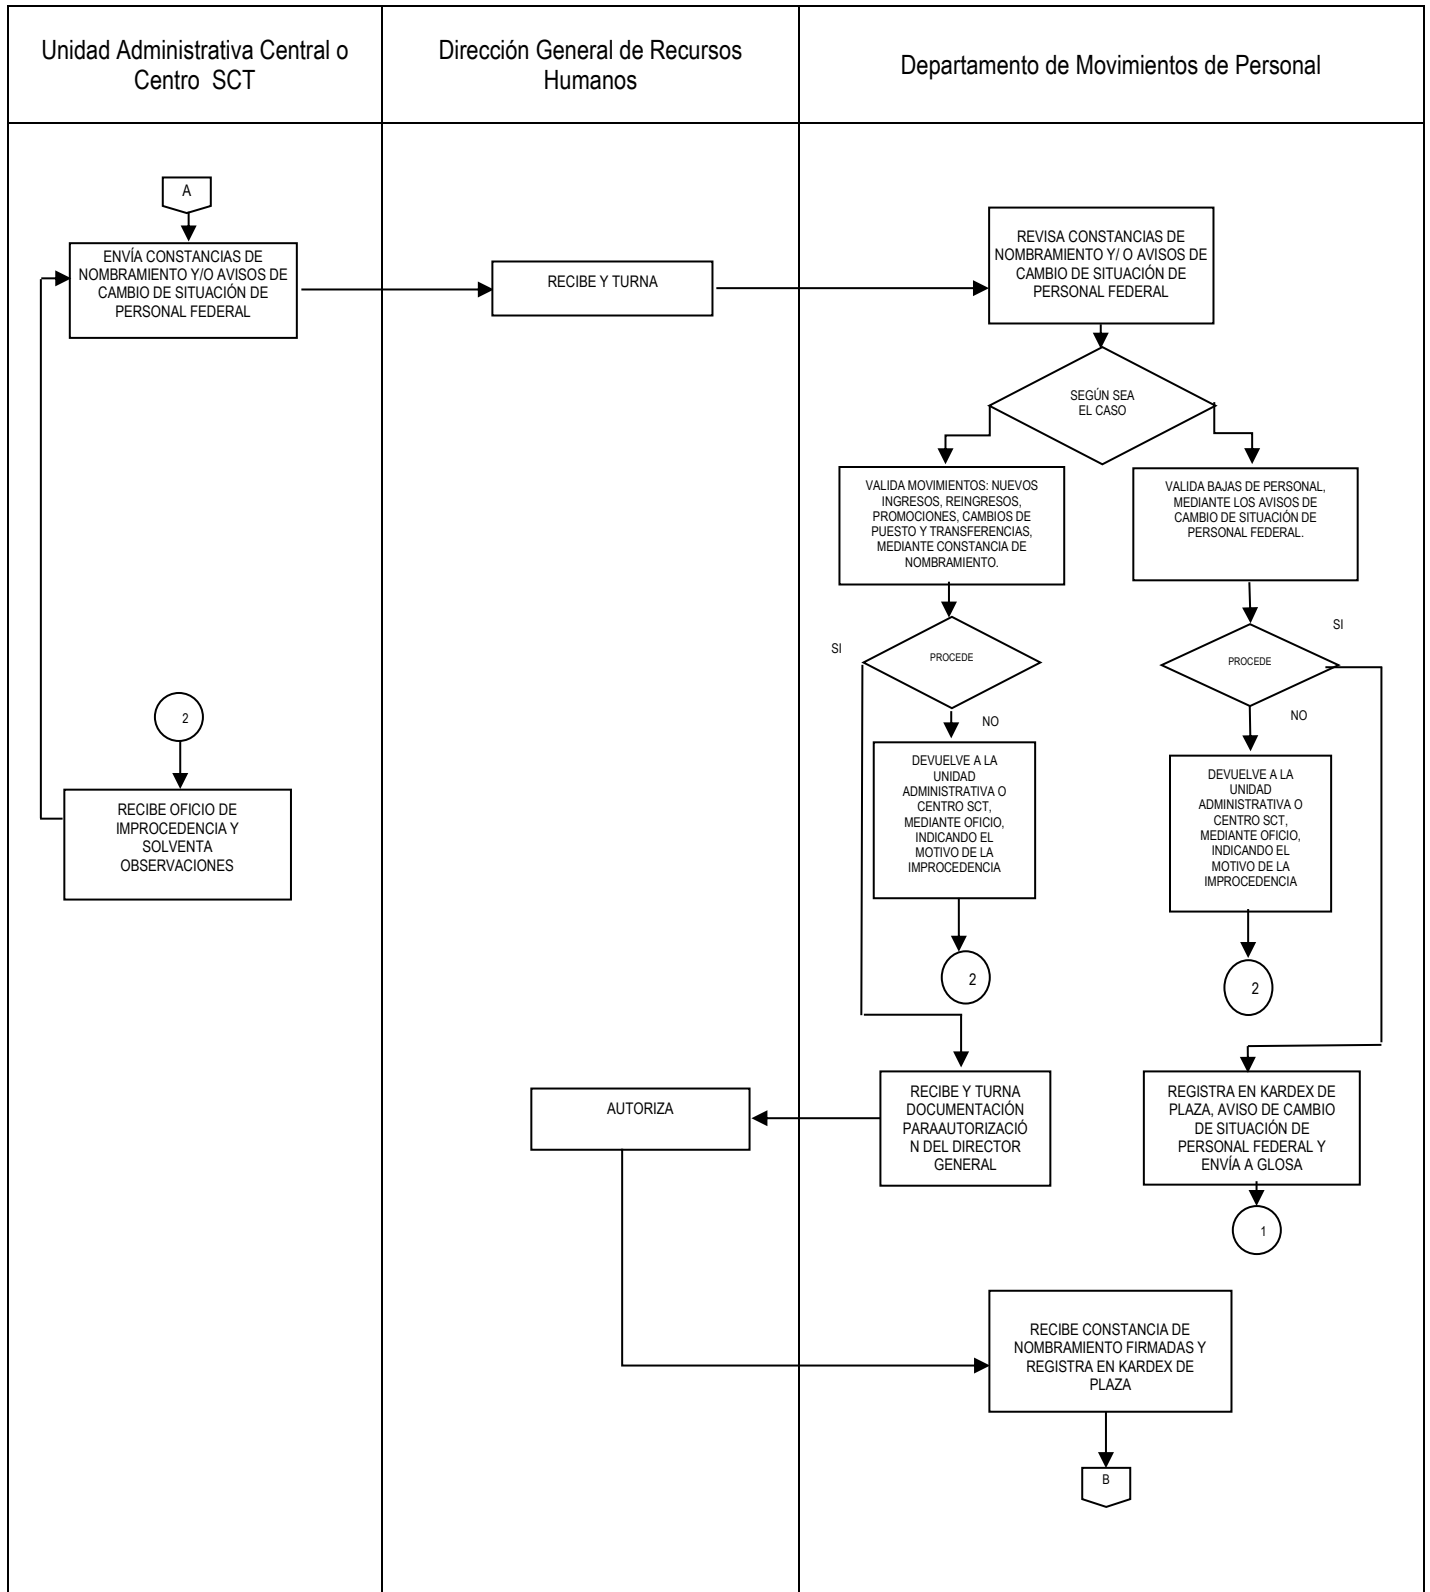 Unidad Administrativa Central o
Centro SCT
Dirección General de Recursos
Humanos
Departamento de Movimientos de Personal
A
ENVÍA CONSTANCIAS DE
NOMBRAMIENTO Y/O AVISOS DE
CAMBIO DE SITUACIÓN DE
PERSONAL FEDERAL
RECIBE Y TURNA
REVISA CONSTANCIAS DE
NOMBRAMIENTO Y/ O AVISOS DE
CAMBIO DE SITUACIÓN DE
PERSONAL FEDERAL
SEGÚN SEA
EL CASO
VALIDA MOVIMIENTOS: NUEVOS
INGRESOS, REINGRESOS,
PROMOCIONES, CAMBIOS DE
PUESTO Y TRANSFERENCIAS,
MEDIANTE CONSTANCIA DE
NOMBRAMIENTO.
VALIDA BAJAS DE PERSONAL,
MEDIANTE LOS AVISOS DE
CAMBIO DE SITUACIÓN DE
PERSONAL FEDERAL.
SI
PROCEDE
NO
SI
PROCEDE
NO
2
RECIBE OFICIO DE
IMPROCEDENCIA Y
SOLVENTA
OBSERVACIONES
DEVUELVE A LA
UNIDAD
ADMINISTRATIVA O
CENTRO SCT,
MEDIANTE OFICIO,
INDICANDO EL
MOTIVO DE LA
IMPROCEDENCIA
DEVUELVE A LA
UNIDAD
ADMINISTRATIVA O
CENTRO SCT,
MEDIANTE OFICIO,
INDICANDO EL
MOTIVO DE LA
IMPROCEDENCIA
2
2
AUTORIZA
RECIBE Y TURNA
DOCUMENTACIÓN
PARAAUTORIZACIÓ
N DEL DIRECTOR
GENERAL
REGISTRA EN KARDEX DE
PLAZA, AVISO DE CAMBIO
DE SITUACIÓN DE
PERSONAL FEDERAL Y
ENVÍA A GLOSA
1
RECIBE CONSTANCIA DE
NOMBRAMIENTO FIRMADAS Y
REGISTRA EN KARDEX DE
PLAZA
B